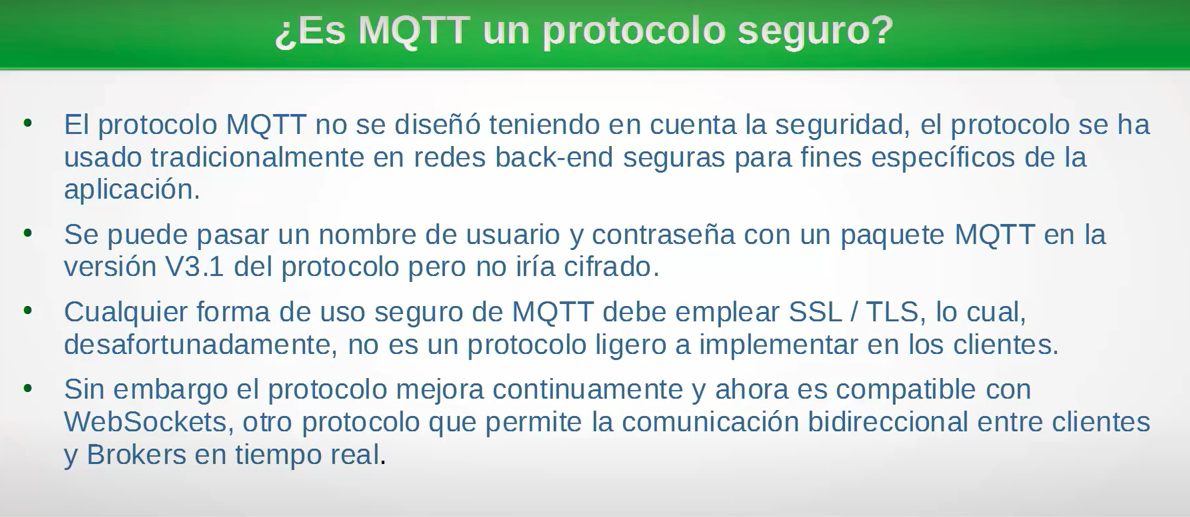 ¿Es MQTT un protocolo seguro?
• El protocolo MQTT no se diseñó teniendo en cuenta la seguridad, el protocolo se ha
usado tradicionalmente en redes back-end seguras para fines específicos de la
aplicación.
• Se puede pasar un nombre de usuario y contraseña con un paquete MQTT en la
versión V3.1 del protocolo pero no iría cifrado.
• Cualquier forma de uso seguro de MQTT debe emplear SSL / TLS, lo cual,
desafortunadamente, no es un protocolo ligero a implementar en los clientes.
• Sin embargo el protocolo mejora continuamente y ahora es compatible con
WebSockets, otro protocolo que permite la comunicación bidireccional entre clientes
y Brokers en tiempo real.